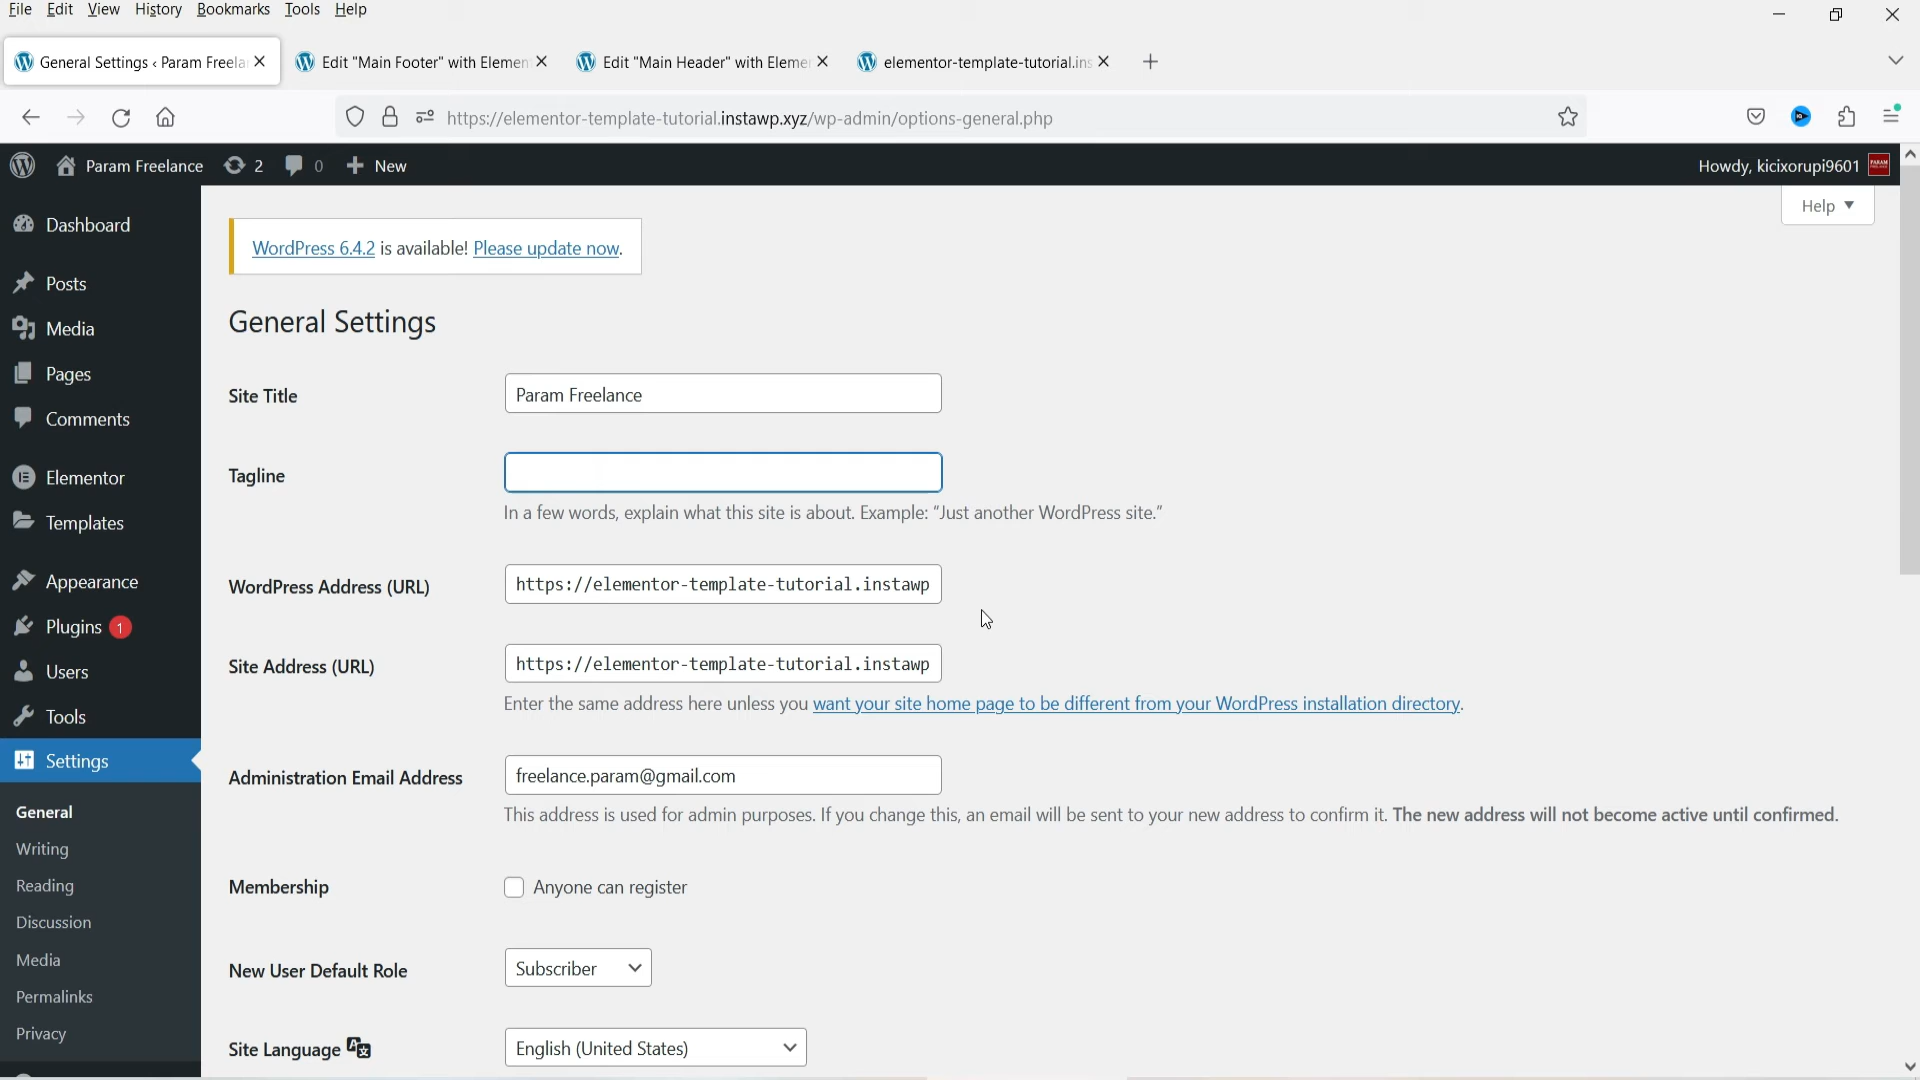 File Edit View History Bookmarks Tools Help
General Settings ‹ Param Freela
Edit "Main Footer" with Elemen
Edit "Main Header" with Eleme
elementor-template-tutorial.ins
https://elementor-template-tutorial.instawp.xyz/wp-admin/options-general.php
Param Freelance 2 0 + New
Howdy, kicixorupi9601
PARAM
Help
Dashboard
Posts
Media
Pages
Comments
Elementor
Templates
Appearance
Plugins 1
Users
Tools
Settings
General
Writing
Reading
Discussion
Media
Permalinks
Privacy
WordPress 6.4.2 is available! Please update now.
General Settings
Site Title Param Freelance
Tagline
In a few words, explain what this site is about. Example: “Just another WordPress site.”
WordPress Address (URL) https://elementor-template-tutorial.instawp
Site Address (URL) https://elementor-template-tutorial.instawp
Enter the same address here unless you want your site home page to be different from your WordPress installation directory.
Administration Email Address freelance.param@gmail.com
This address is used for admin purposes. If you change this, an email will be sent to your new address to confirm it. The new address will not become active until confirmed.
Membership Anyone can register
New User Default Role Subscriber
Site Language English (United States)